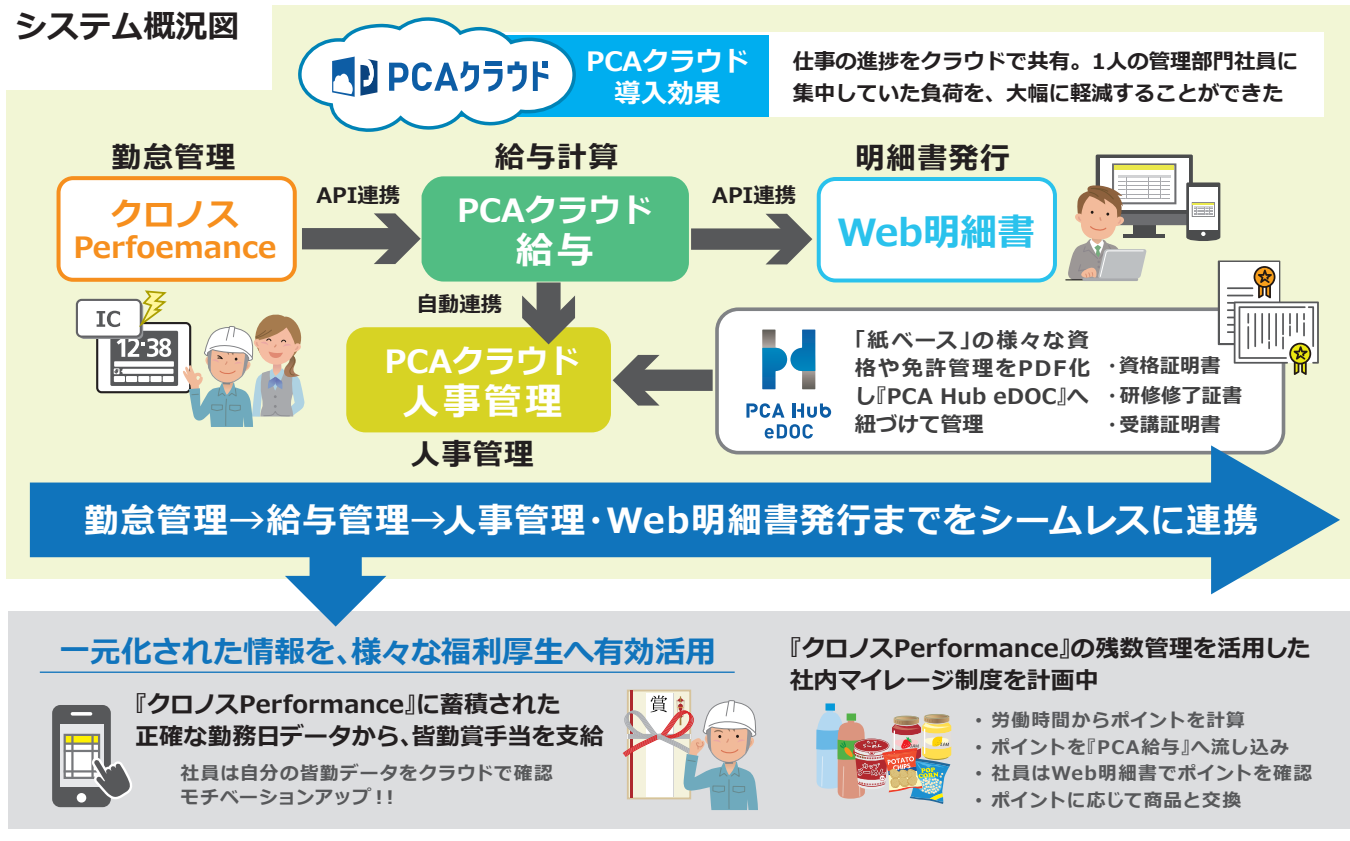 システム概況図
PCAクラウド
PCAクラウド
導入効果
仕事の進捗をクラウドで共有。1人の管理部門社員に
集中していた負荷を、大幅に軽減することができた
勤怠管理
クロノス
Perfoemance
API連携
給与計算
PCAクラウド
給与
API連携
明細書発行
Web明細書
自動連携
IC
12:38
PCAクラウド
人事管理
人事管理
PCA Hub
eDOC
「紙ベース」の様々な資
格や免許管理をPDF化
し『PCA Hub eDOC』へ
紐づけて管理
・資格証明書
・研修修了証書
・受講証明書
勤怠管理→給与管理→人事管理・Web明細書発行までをシームレスに連携
一元化された情報を、様々な福利厚生へ有効活用
『クロノスPerformance』に蓄積された
正確な勤務日データから、皆勤賞手当を支給
社員は自分の皆勤データをクラウドで確認
モチベーションアップ!!
賞
『クロノスPerformance』の残数管理を活用した
社内マイレージ制度を計画中
POTATO
CHIPS
POP
CORN
・ 労働時間からポイントを計算
・ ポイントを『PCA給与』へ流し込み
・ 社員はWeb明細書でポイントを確認
・ ポイントに応じて商品と交換